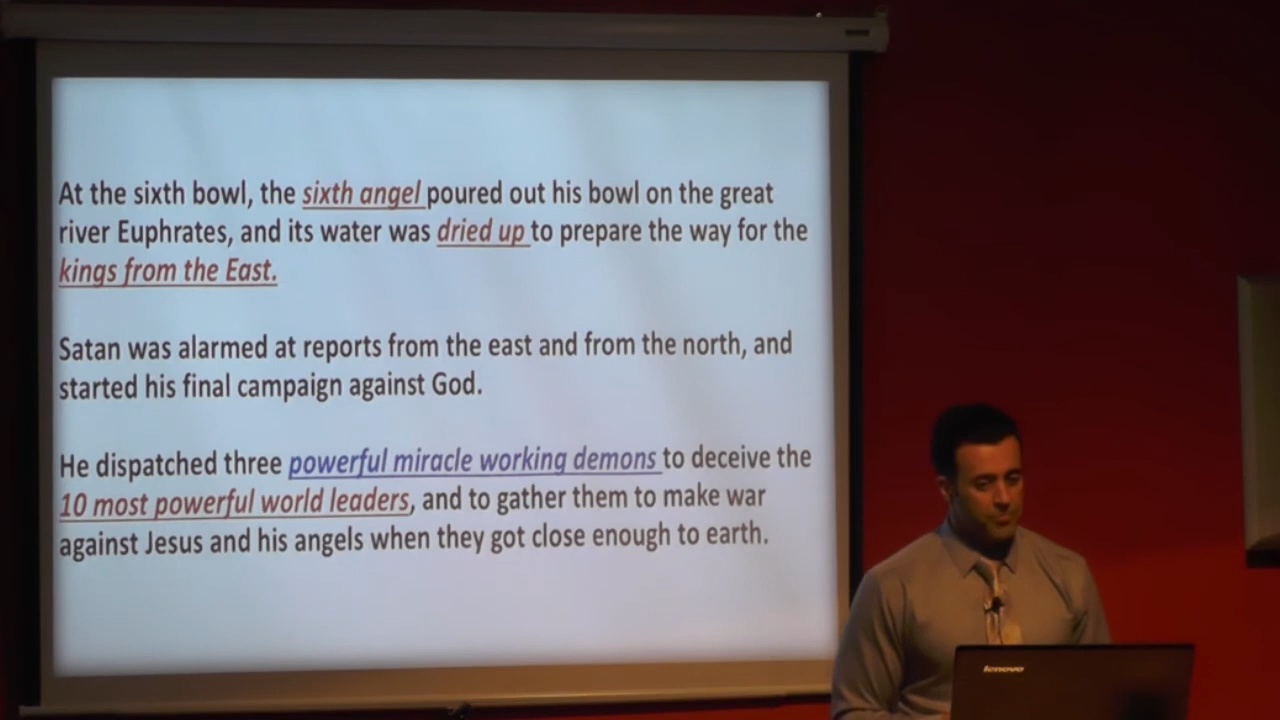 At the sixth bowl, the sixth angel poured out his bowl on the great
river Euphrates, and its water was dried up to prepare the way for the
kings from the East.
Satan was alarmed at reports from the east and from the north, and
started his final campaign against God.
He dispatched three powerful miracle working demons to deceive the
10 most powerful world leaders, and to gather them to make war
against Jesus and his angels when they got close enough to earth.
lenovo